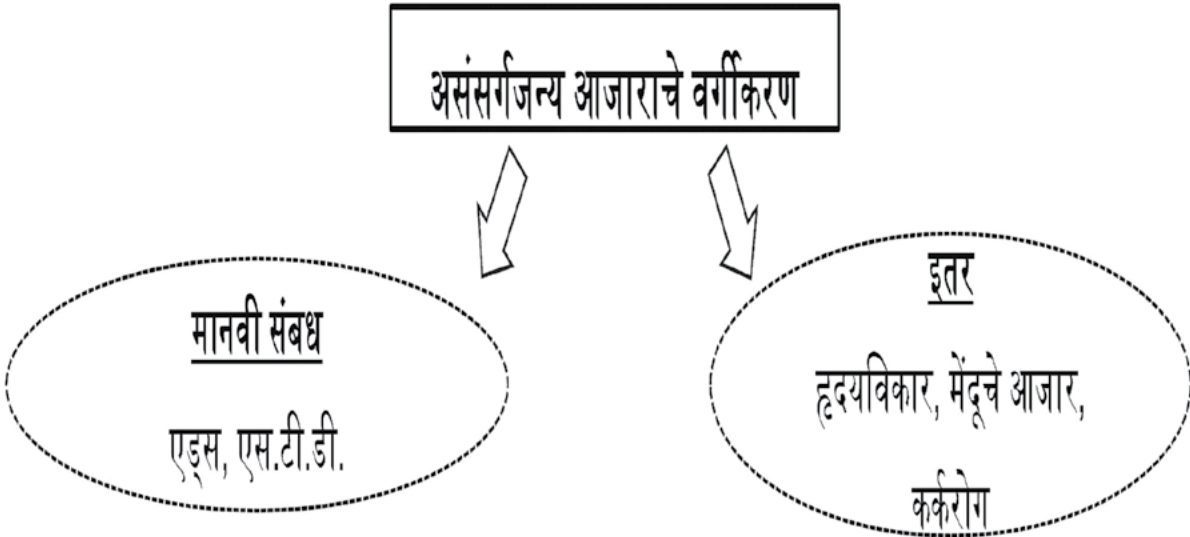 असंसर्गजन्य आजाराचे वर्गीकरण
मानवी संबध
एड्स, एस.टी.डी.
इतर
हृदयविकार, मेंदूचे आजार,
कर्करोग